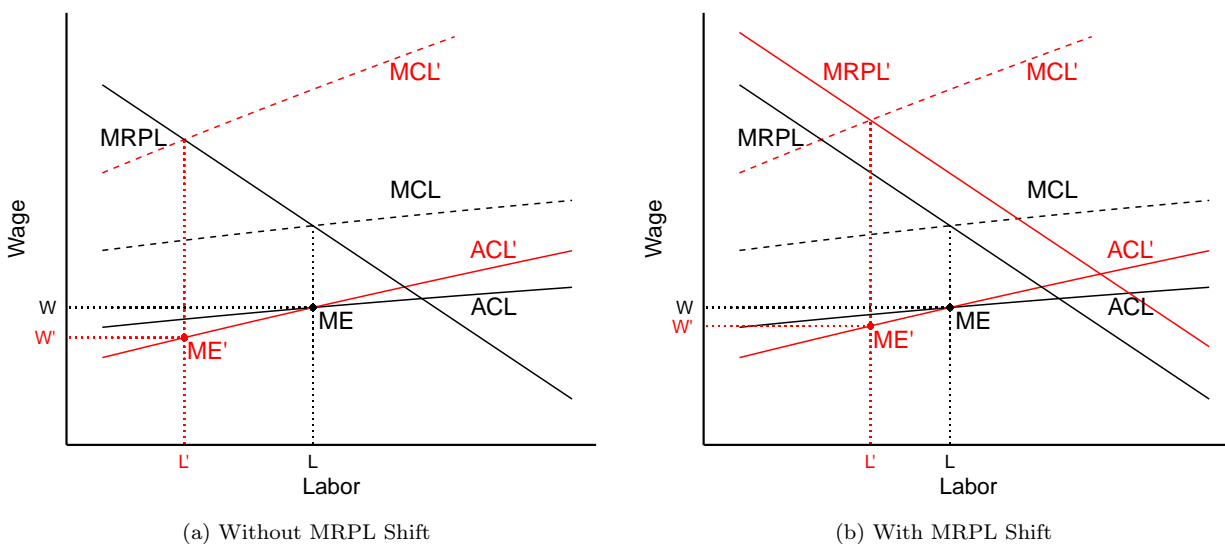 MCL'
MRPL
MCL
ACL'
ACL
ME
ME'
W
W'
L'
L
Wage
Labor
(a) Without MRPL Shift
MRPL'
MCL'
MRPL
MCL
ACL'
ACL
ME
ME'
W
W'
L'
L
Wage
Labor
(b) With MRPL Shift